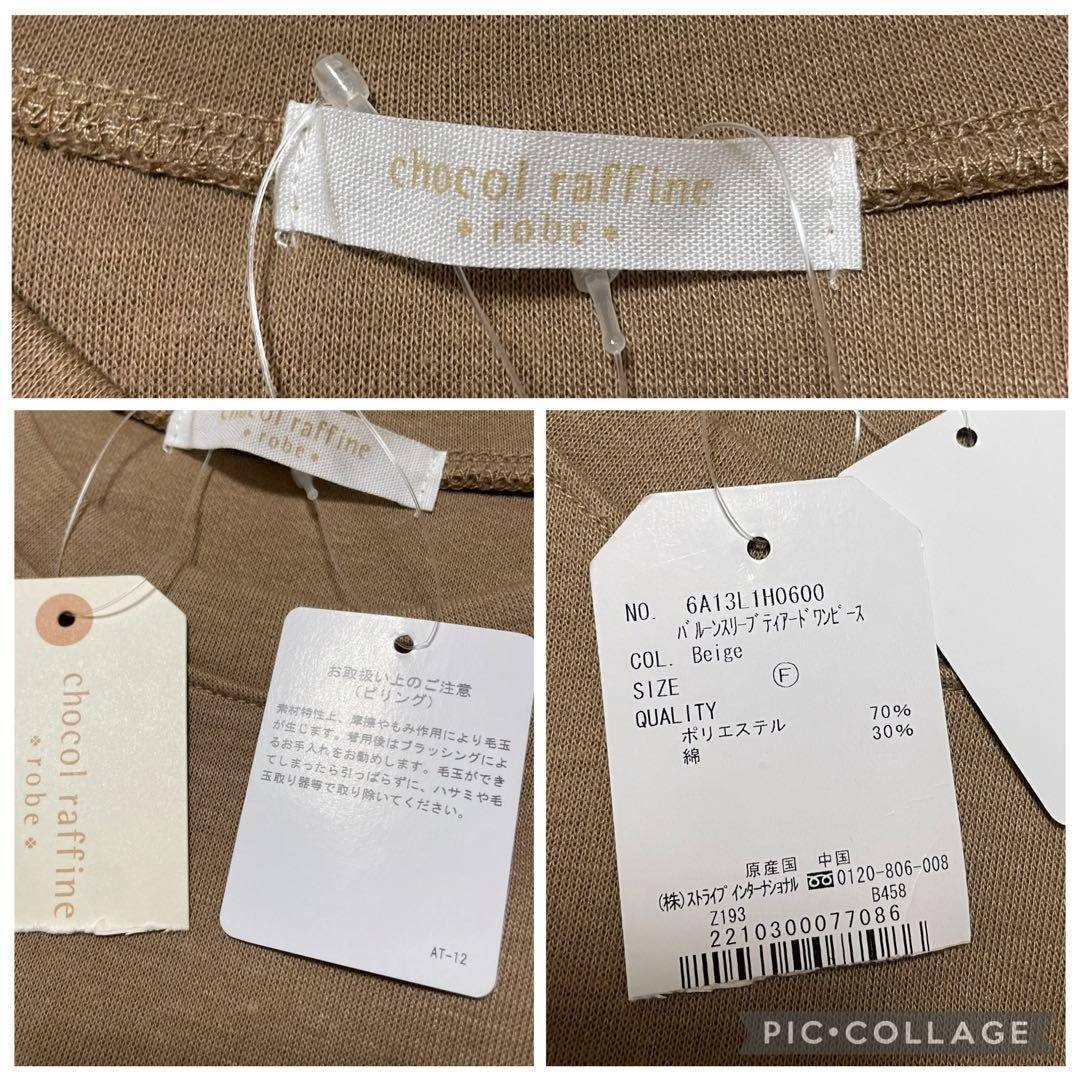 chocol raffine
robe
chocol raffine
robe
chocol raffine
robe
お取扱い上のご注意
(ピリング)
素材特性上、摩擦やもみ作用により毛玉
が生じます。着用後はブラッシングによ
るお手入れをお勧めします。毛玉ができ
てしまったら引っぱらずに、ハサミや毛
玉取り器等で取り除いてください。
AT-12
NO. 6A13L1H0600
バルーンスリーブティアードワンピース
COL. Beige
SIZE F
QUALITY
ポリエステル 70%
綿 30%
原産国 中国
(株)ストライプインターナショナル 0120-806-008
Z193 B458
2210300077086
PIC•COLLAGE